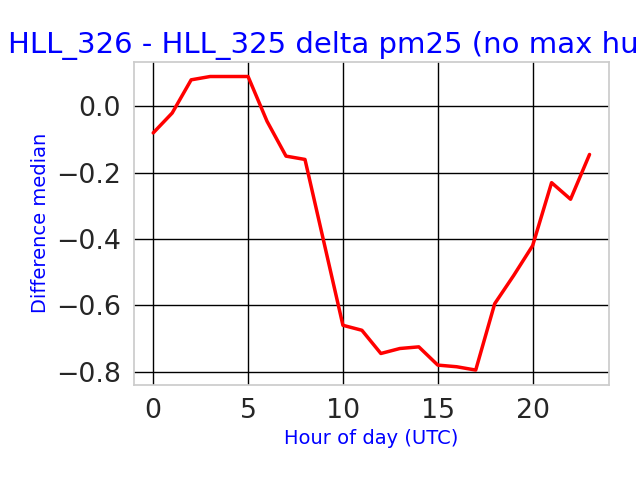 HLL_326 - HLL_325 delta pm25 (no max hu
0.0
−0.2
−0.4
−0.6
−0.8
Difference median
0 5 10 15 20
Hour of day (UTC)